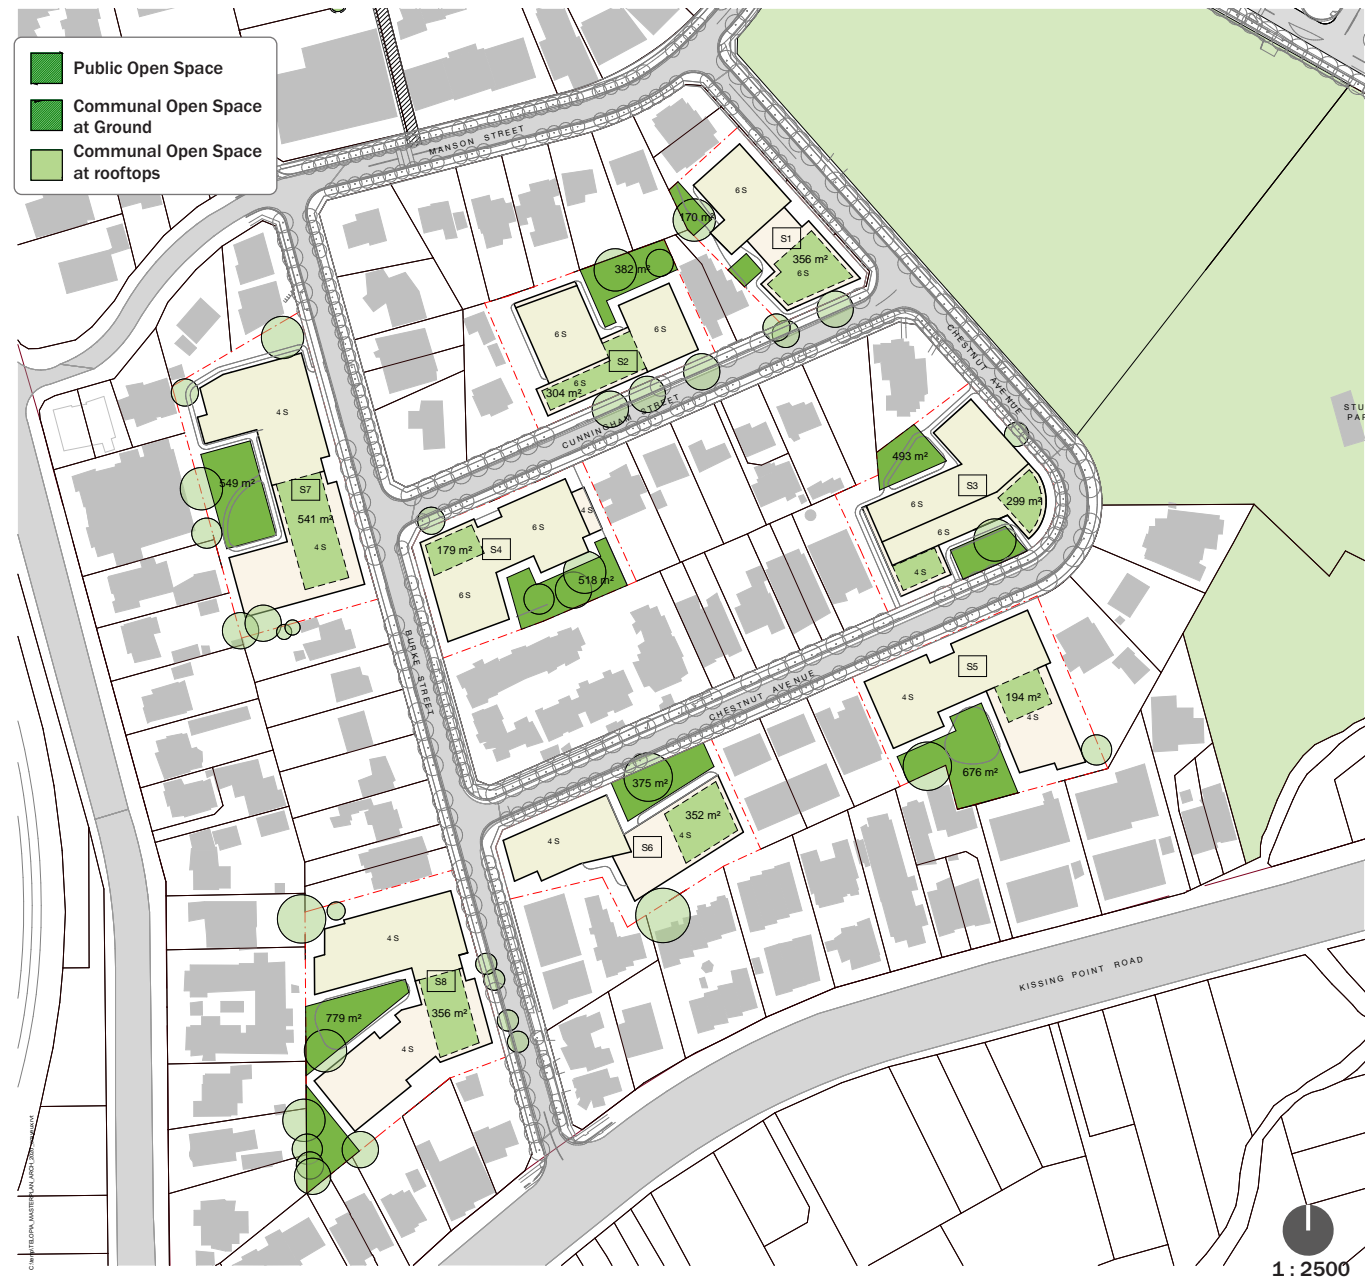 Public Open Space
Communal Open Space
at Ground
Communal Open Space
at rooftops
MANSON STREET
6 S
170 m²
S1
356 m²
6 S
382 m²
6 S
6 S
S2
6 S
304 m²
CUNNINGHAM STREET
CHESTNUT AVENUE
STU
PAR
4 S
549 m²
S7
541 m²
4 S
493 m²
S3
299 m²
6 S
6 S
4 S
4 S
6 S
179 m²
S4
518 m²
6 S
BURKE STREET
CHESTNUT AVENUE
S5
4 S
194 m²
4 S
676 m²
375 m²
352 m²
4 S
4 S
S6
4 S
S8
779 m²
356 m²
4 S
KISSING POINT ROAD
1 : 2500